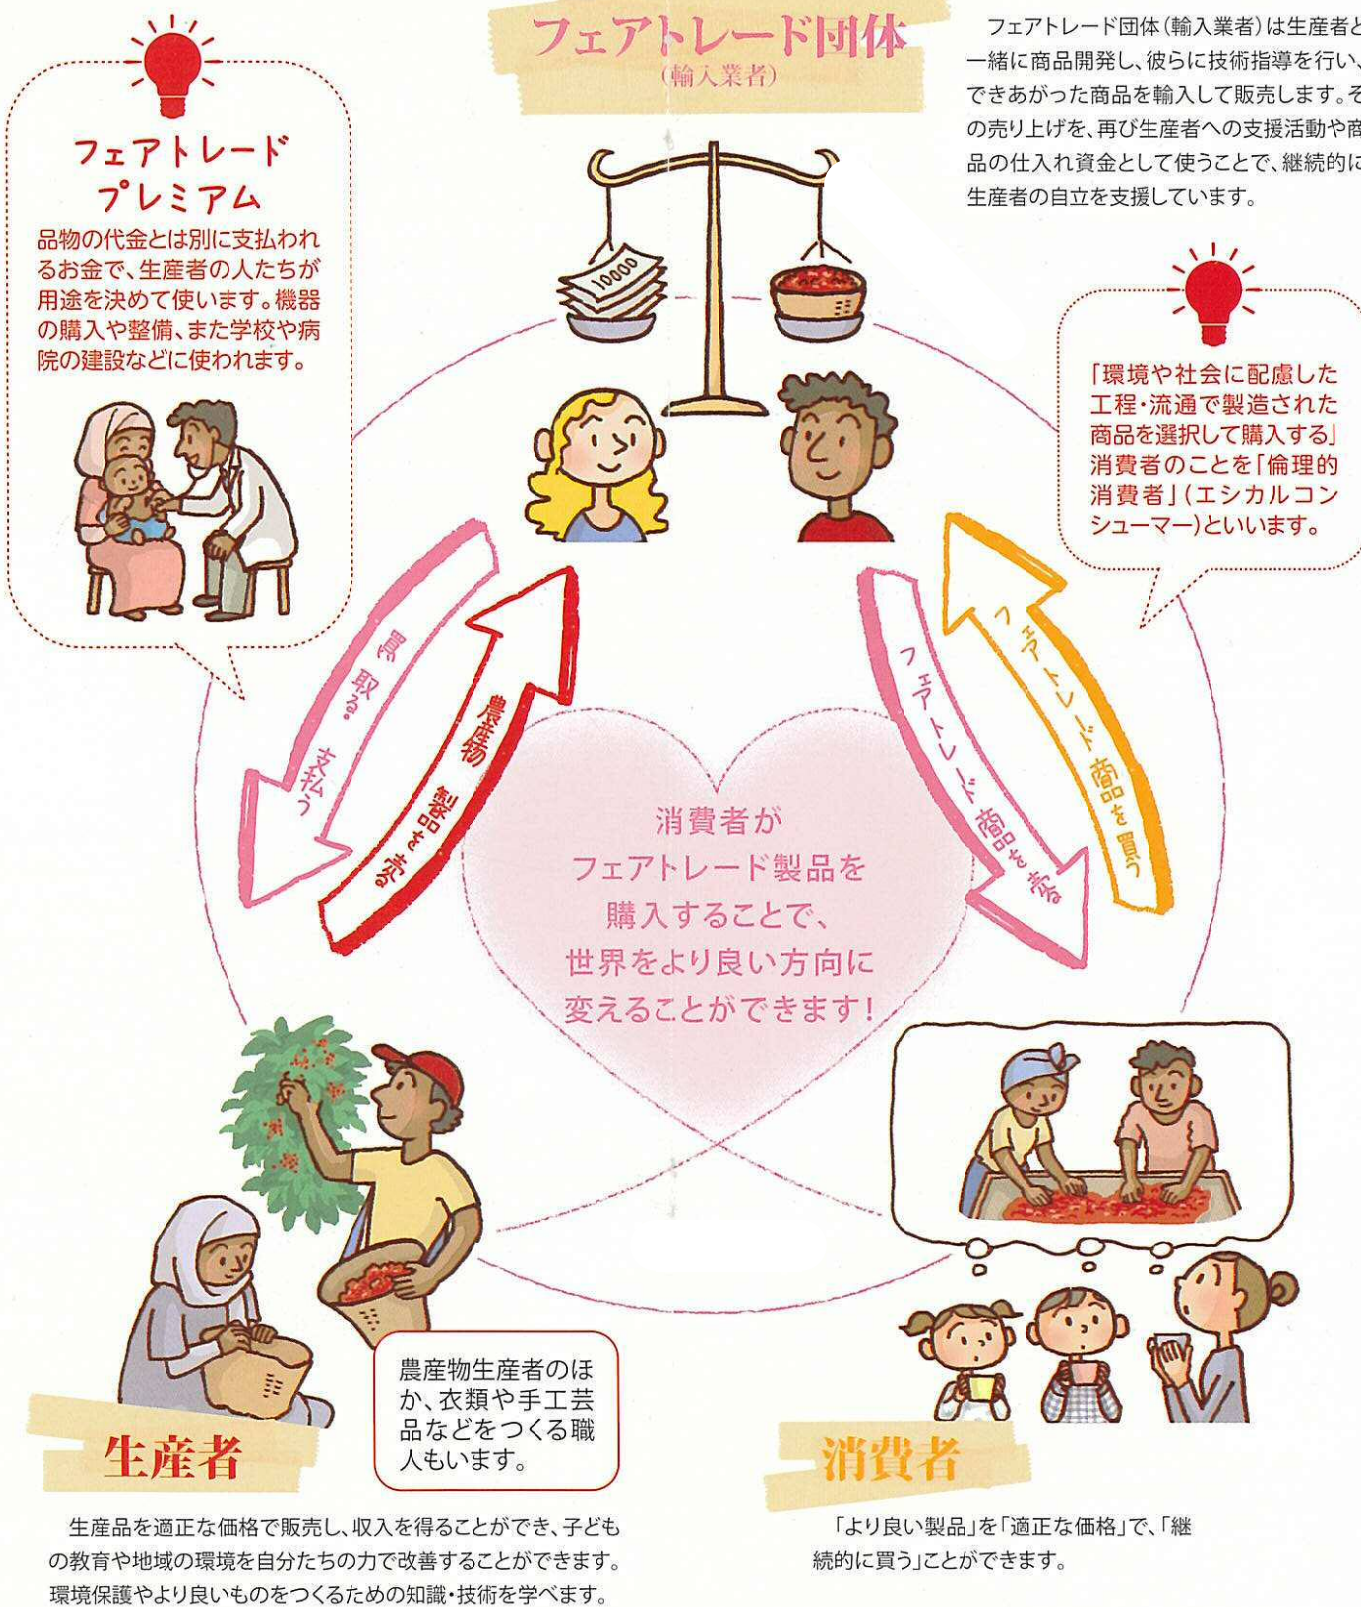 フェアトレード団体
(輸入業者)
フェアトレード団体(輸入業者)は生産者と
一緒に商品開発し、彼らに技術指導を行い、
できあがった商品を輸入して販売します。そ
の売り上げを、再び生産者への支援活動や商
品の仕入れ資金として使うことで、継続的に
生産者の自立を支援しています。
フェアトレード
プレミアム
品物の代金とは別に支払われ
るお金で、生産者の人たちが
用途を決めて使います。機器
の購入や整備、また学校や病
院の建設などに使われます。
10000
「環境や社会に配慮した
工程・流通で製造された
商品を選択して購入する」
消費者のことを「倫理的
消費者」(エシカルコン
シューマー)といいます。
買い取る。支払う
農産物 製品を売る
フェアトレード商品を売る
フェアトレード商品を買う
消費者が
フェアトレード製品を
購入することで、
世界をより良い方向に
変えることができます!
農産物生産者のほ
か、衣類や手工芸
品などをつくる職
人もいます。
生産者
生産品を適正な価格で販売し、収入を得ることができ、子ども
の教育や地域の環境を自分たちの力で改善することができます。
環境保護やより良いものをつくるための知識・技術を学べます。
消費者
「より良い製品」を「適正な価格」で、「継
続的に買う」ことができます。